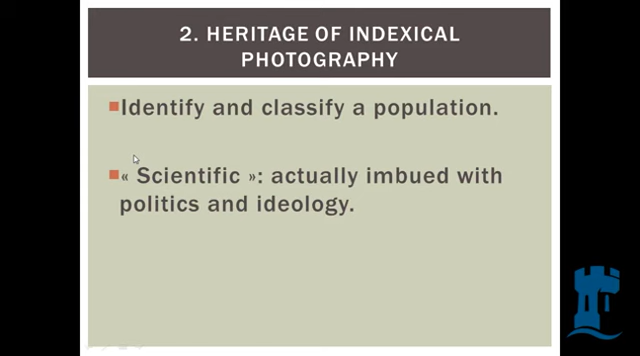 2. HERITAGE OF INDEXICAL
PHOTOGRAPHY
Identify and classify a population.
« Scientific »: actually imbued with
politics and ideology.